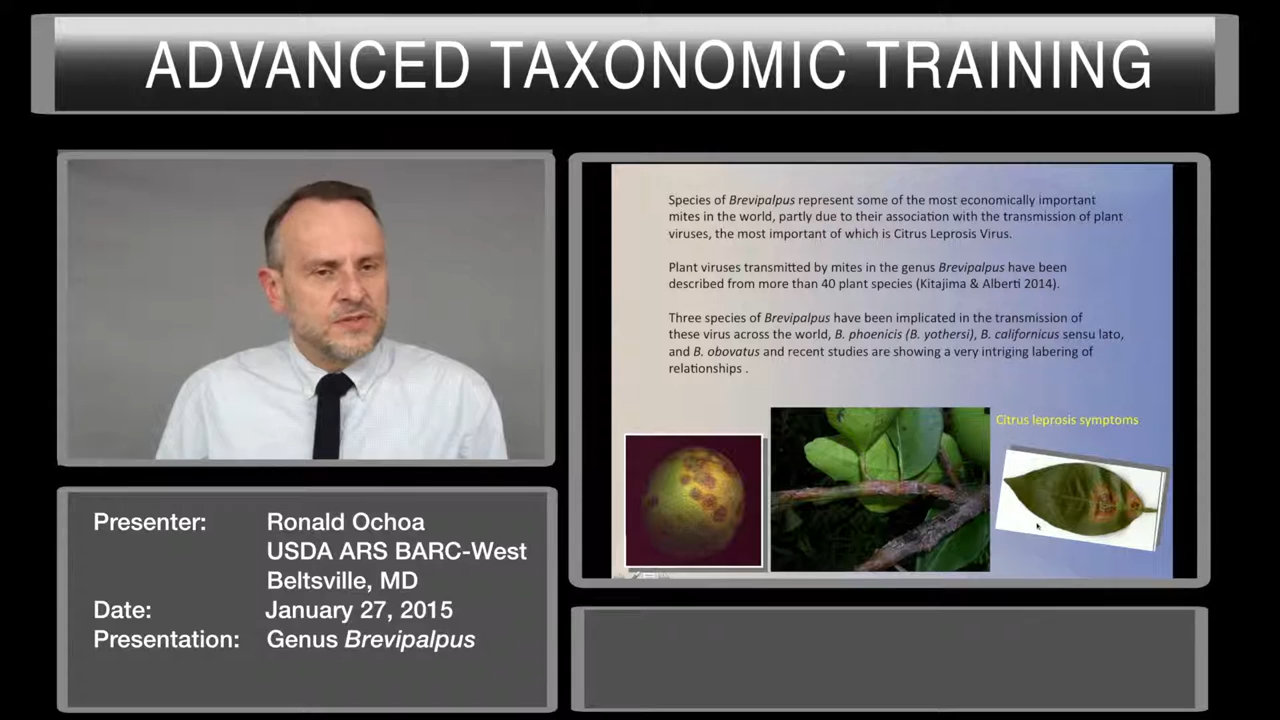 ADVANCED TAXONOMIC TRAINING
Species of Brevipalpus represent some of the most economically important
mites in the world, partly due to their association with the transmission of plant
viruses, the most important of which is Citrus Leprosis Virus.
Plant viruses transmitted by mites in the genus Brevipalpus have been
described from more than 40 plant species (Kitajima & Alberti 2014).
Three species of Brevipalpus have been implicated in the transmission of
these virus across the world, B. phoenicis (B. yothersi), B. californicus sensu lato,
and B. obovatus and recent studies are showing a very intriging labering of
relationships .
Citrus leprosis symptoms
Presenter: Ronald Ochoa
USDA ARS BARC-West
Beltsville, MD
Date: January 27, 2015
Presentation: Genus Brevipalpus